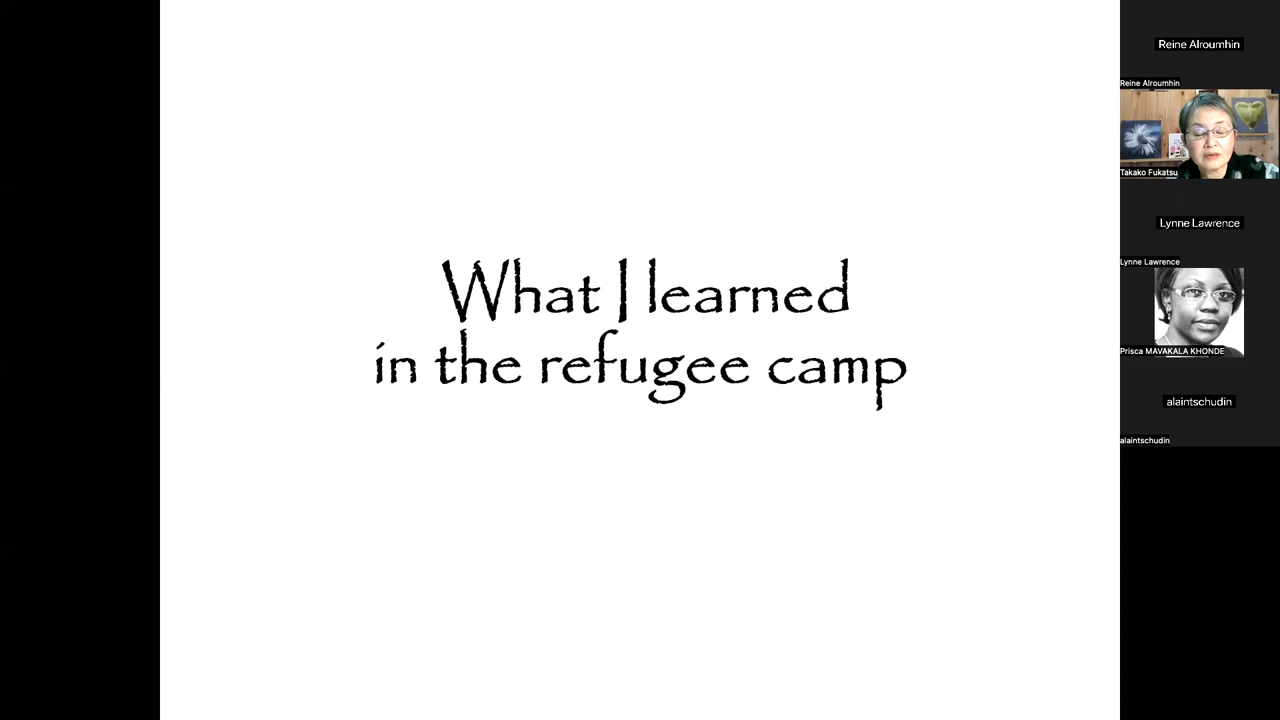 What I learned
in the refugee camp
Reine Alroumhin
Reine Alroumhin
Takako Fukatsu
Lynne Lawrence
Lynne Lawrence
Prisca MAVAKALA KHONDE
alaintschudin
alaintschudin